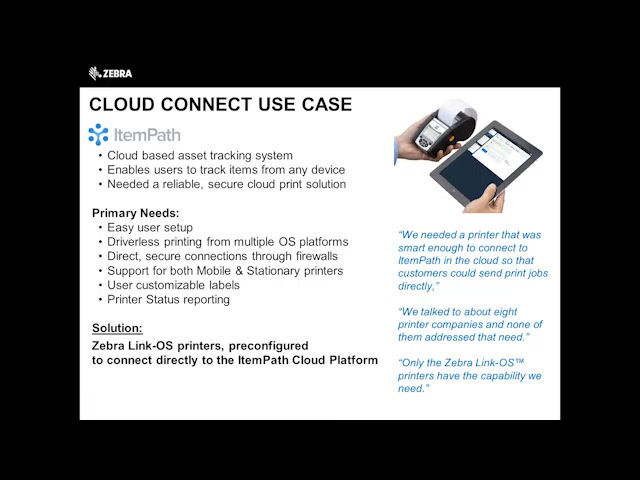 ZEBRA
CLOUD CONNECT USE CASE
ItemPath
• Cloud based asset tracking system
• Enables users to track items from any device
• Needed a reliable, secure cloud print solution
Primary Needs:
• Easy user setup
• Driverless printing from multiple OS platforms
• Direct, secure connections through firewalls
• Support for both Mobile & Stationary printers
• User customizable labels
• Printer Status reporting
Solution:
Zebra Link-OS printers, preconfigured
to connect directly to the ItemPath Cloud Platform
“We needed a printer that was
smart enough to connect to
ItemPath in the cloud so that
customers could send print jobs
directly,”
“We talked to about eight
printer companies and none of
them addressed that need.”
“Only the Zebra Link-OS™
printers have the capability we
need.”